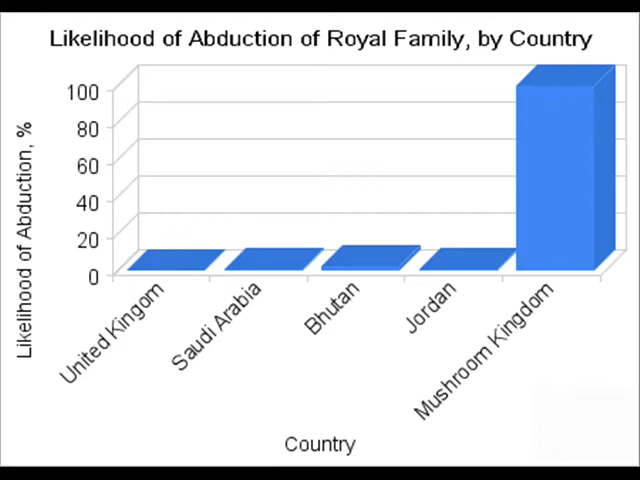 Likelihood of Abduction of Royal Family, by Country
Likelihood of Abduction, %
100
80
60
40
20
0
United Kingom
Saudi Arabia
Bhutan
Jordan
Mushroom Kingdom
Country